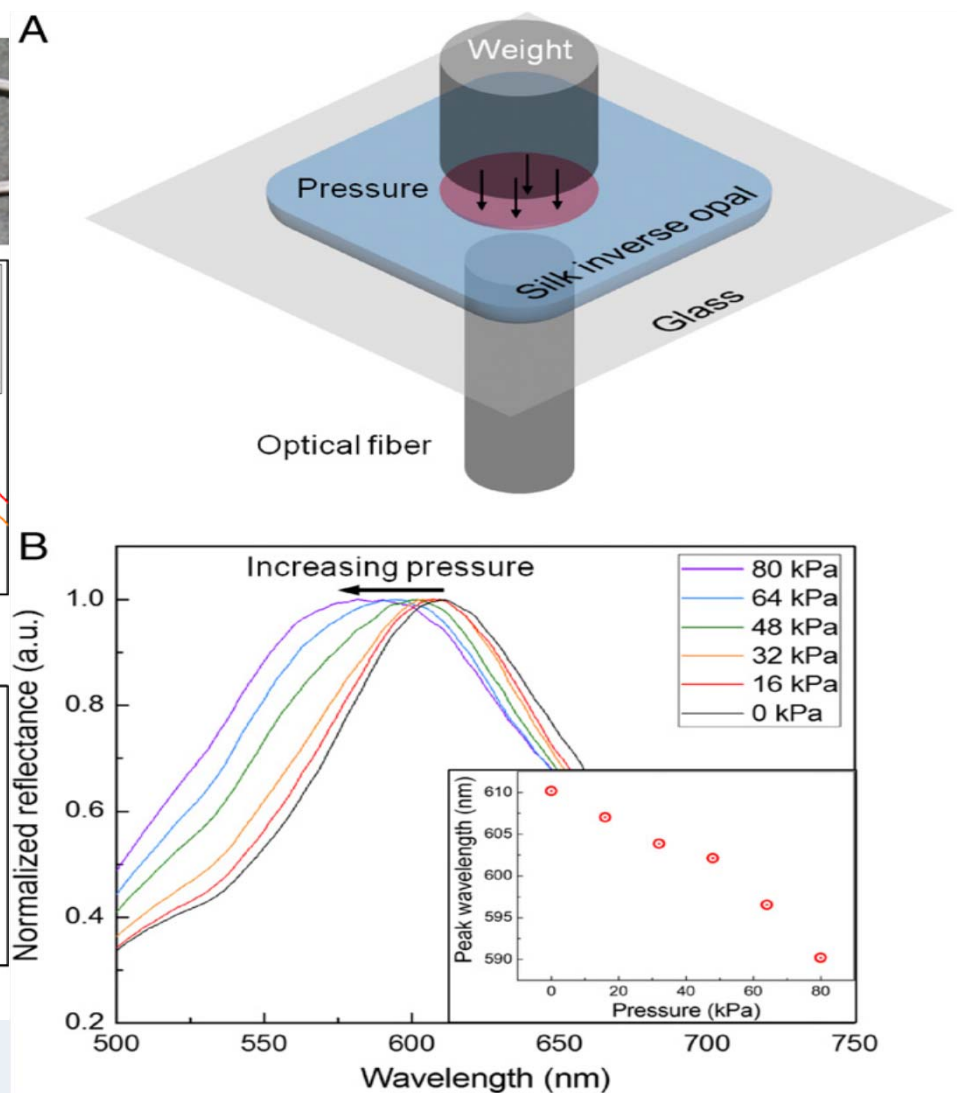 A
Weight
Pressure
Silk inverse opal
Glass
Optical fiber
B
Increasing pressure
80 kPa
64 kPa
48 kPa
32 kPa
16 kPa
0 kPa
Normalized reflectance (a.u.)
1.0
0.8
0.6
0.4
0.2
Peak wavelength (nm)
610
605
600
595
590
0 20 40 60 80
Pressure (kPa)
500 550 600 650 700 750
Wavelength (nm)